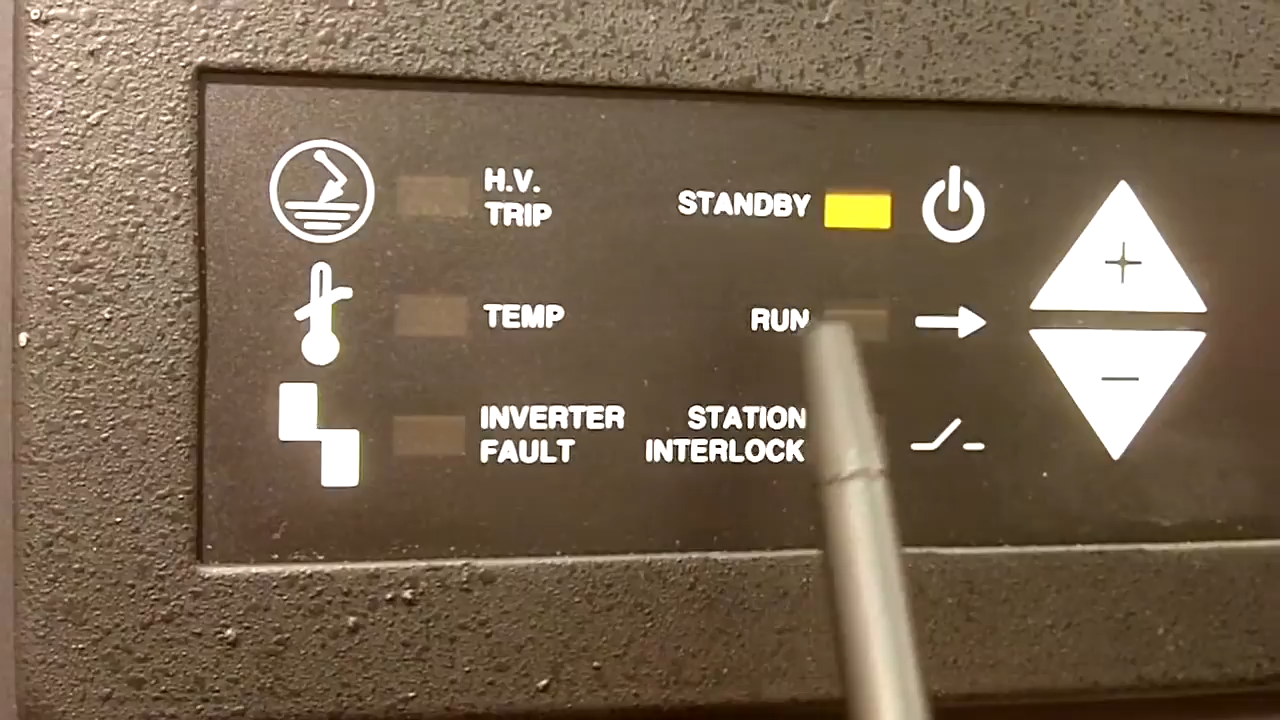 H.V.
TRIP
STANDBY
TEMP
RUN
INVERTER
FAULT
STATION
INTERLOCK
+
−